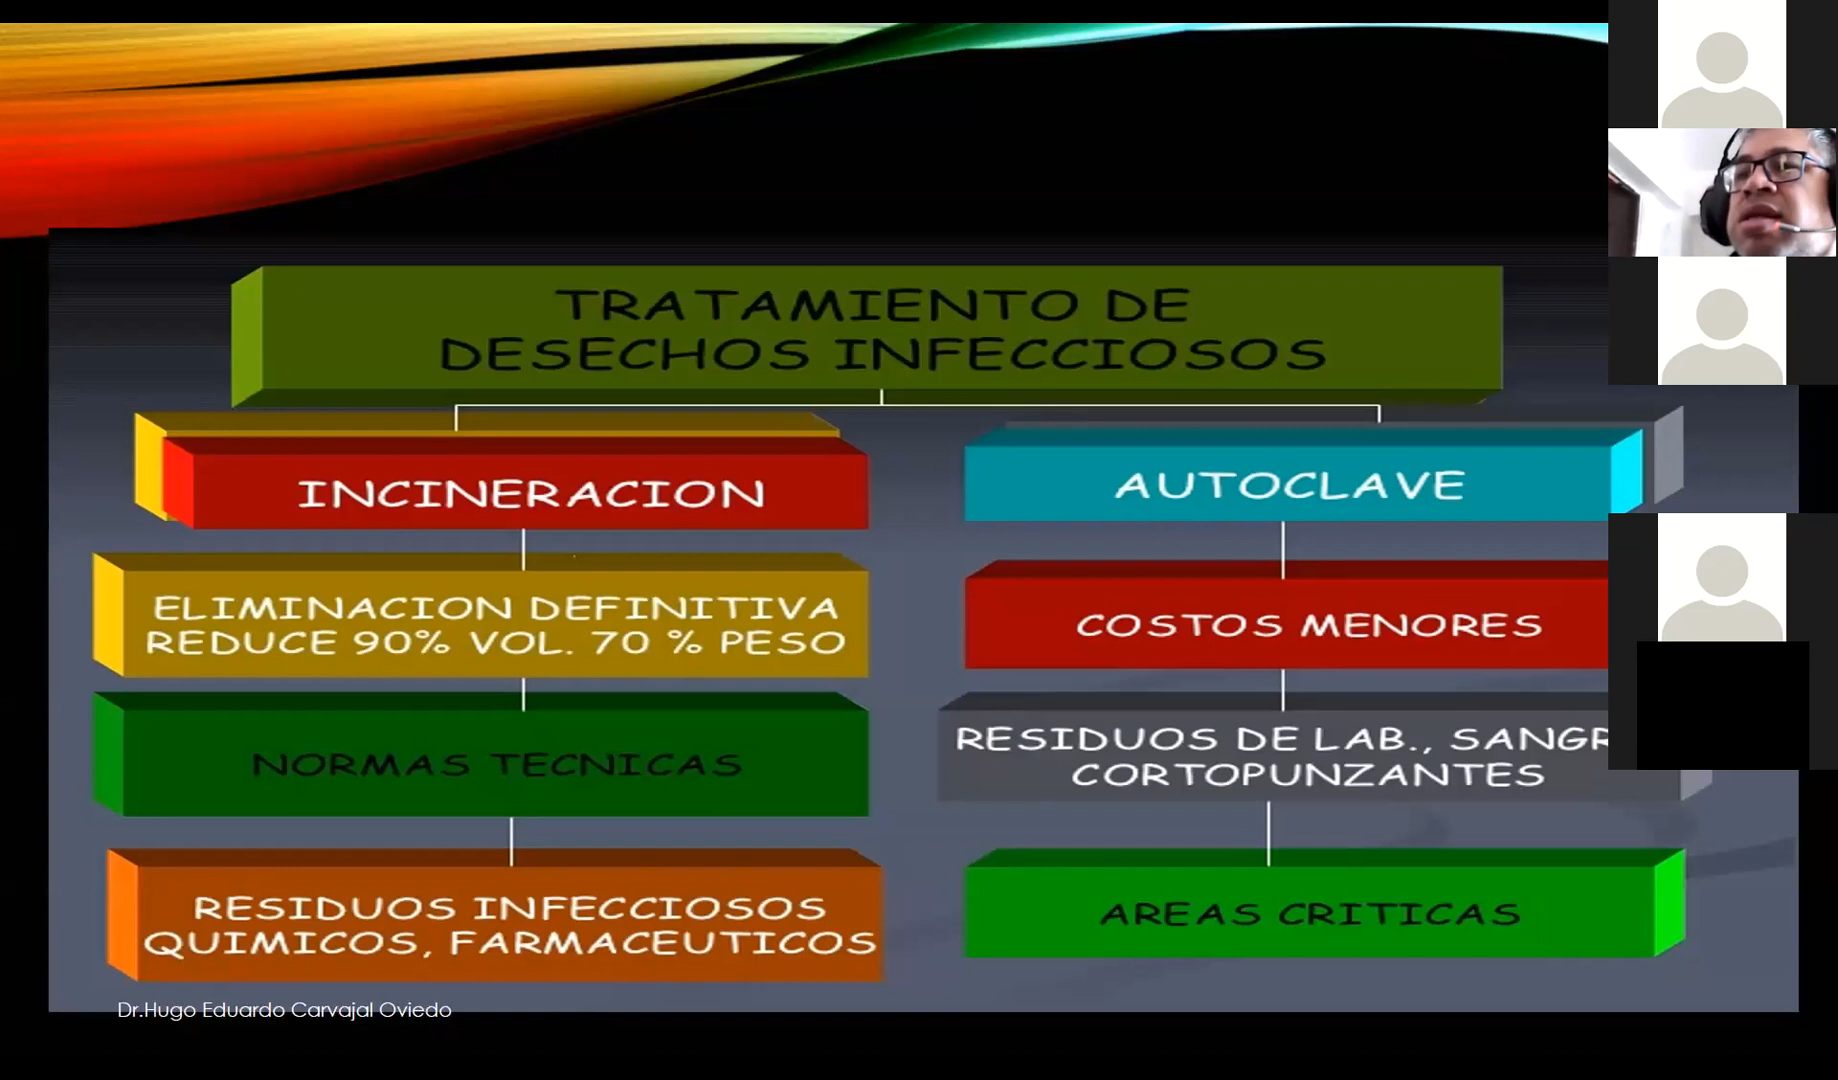 TRATAMIENTO DE
DESECHOS INFECCIOSOS
INCINERACION
ELIMINACION DEFINITIVA
REDUCE 90% VOL. 70 % PESO
NORMAS TECNICAS
RESIDUOS INFECCIOSOS
QUIMICOS, FARMACEUTICOS
AUTOCLAVE
COSTOS MENORES
RESIDUOS DE LAB.,
CORTOPUNZANTES
AREAS CRITICAS
Dr.Hugo Eduardo Carvajal Oviedo